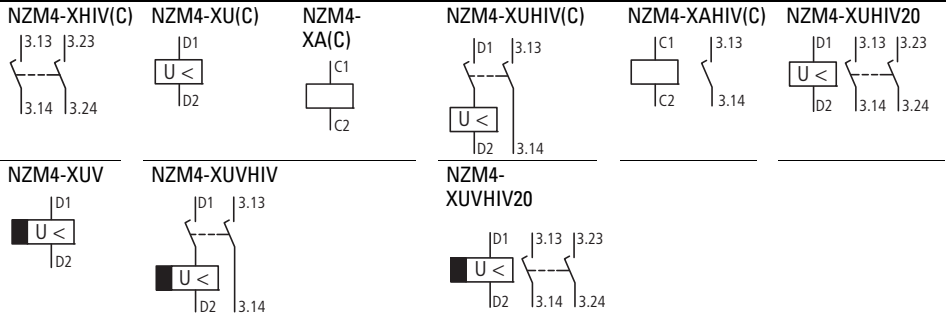 NZM4-XHIV(C) NZM4-XU(C) NZM4-XA(C) NZM4-XUHIV(C) NZM4-XAHIV(C) NZM4-XUHIV20
3.13 3.23
3.14 3.24
D1
U <
D2
C1
C2
D1 3.13
U <
D2 3.14
C1 3.13
C2 3.14
D1 3.13 3.23
U <
D2 3.14 3.24
NZM4-XUV NZM4-XUVHIV NZM4-XUVHIV20
D1
U <
D2
D1 3.13
U <
D2 3.14
D1 3.13 3.23
U <
D2 3.14 3.24